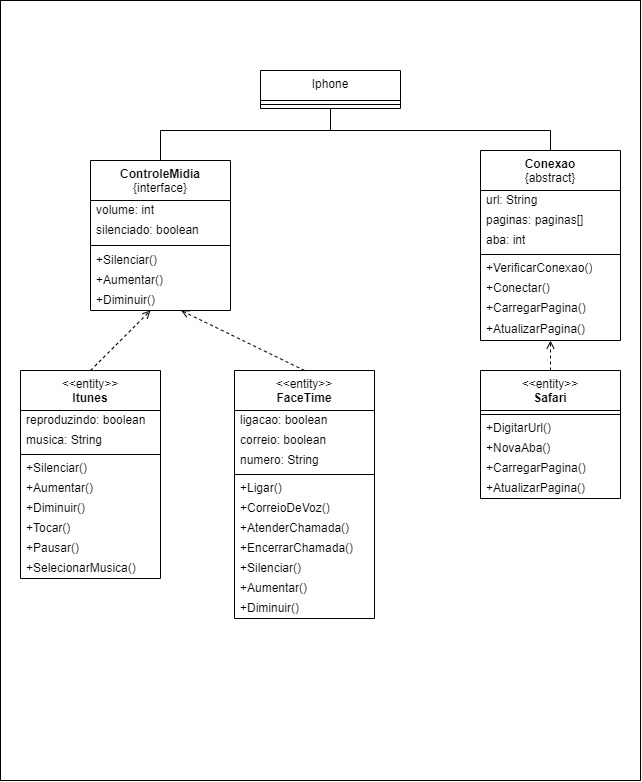 Iphone
ControleMidia
{interface}
volume: int
silenciado: boolean
+Silenciar()
+Aumentar()
+Diminuir()
Conexao
{abstract}
url: String
paginas: paginas[]
aba: int
+VerificarConexao()
+Conectar()
+CarregarPagina()
+AtualizarPagina()
<<entity>>
Itunes
reproduzindo: boolean
musica: String
+Silenciar()
+Aumentar()
+Diminuir()
+Tocar()
+Pausar()
+SelecionarMusica()
<<entity>>
FaceTime
ligacao: boolean
correio: boolean
numero: String
+Ligar()
+CorreioDeVoz()
+AtenderChamada()
+EncerrarChamada()
+Silenciar()
+Aumentar()
+Diminuir()
<<entity>>
Safari
+DigitarUrl()
+NovaAba()
+CarregarPagina()
+AtualizarPagina()